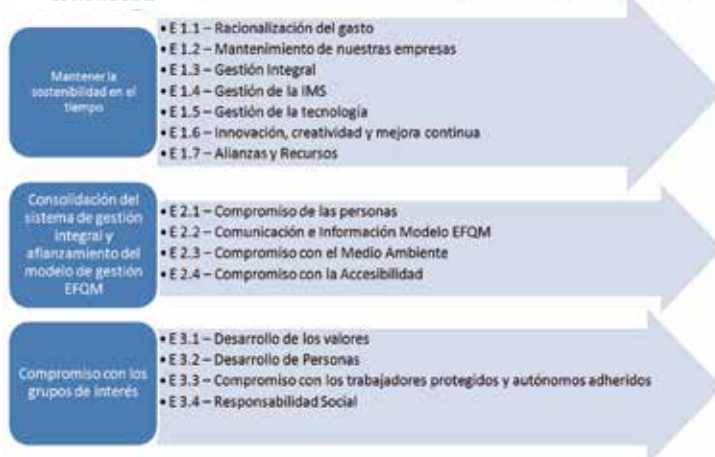 Mantener la
sostenibilidad en el
tiempo
• E 1.1 – Racionalización del gasto
• E 1.2 – Mantenimiento de nuestras empresas
• E 1.3 – Gestión Integral
• E 1.4 – Gestión de la IMS
• E 1.5 – Gestión de la tecnología
• E 1.6 – Innovación, creatividad y mejora continua
• E 1.7 – Alianzas y Recursos
Consolidación del
sistema de gestión
integral y
afianzamiento del
modelo de gestión
EFQM
• E 2.1 – Compromiso de las personas
• E 2.2 – Comunicación e Información Modelo EFQM
• E 2.3 – Compromiso con el Medio Ambiente
• E 2.4 – Compromiso con la Accesibilidad
Compromiso con los
grupos de interés
• E 3.1 – Desarrollo de los valores
• E 3.2 – Desarrollo de Personas
• E 3.3 – Compromiso con los trabajadores protegidos y autónomos adheridos
• E 3.4 – Responsabilidad Social